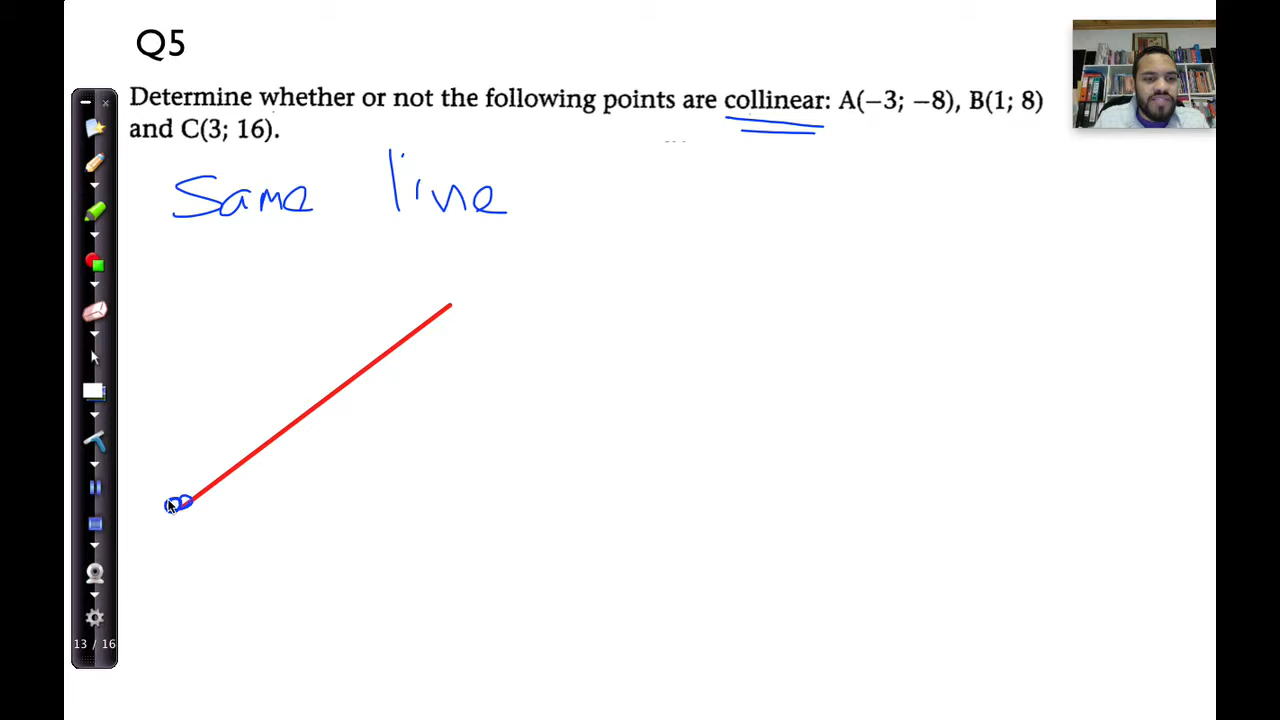 Q5
Determine whether or not the following points are collinear: A(−3; −8), B(1; 8)
and C(3; 16).
Same line
13 / 16